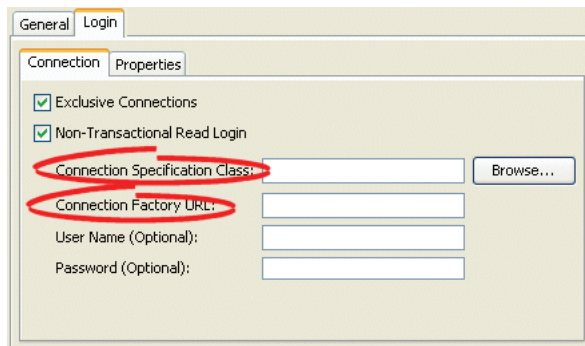 General Login
Connection Properties
Exclusive Connections
Non-Transactional Read Login
Connection Specification Class: Browse...
Connection Factory URL:
User Name (Optional):
Password (Optional):